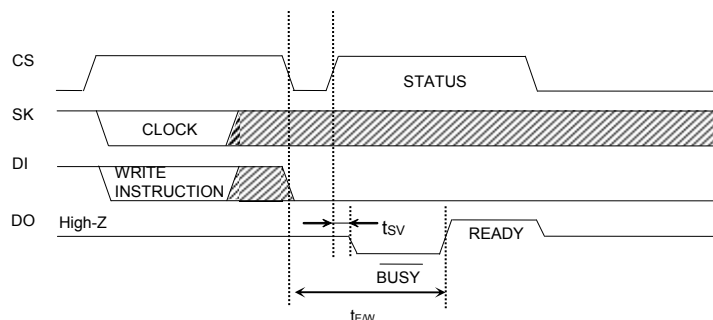 CS
STATUS
SK
CLOCK
DI
WRITE
INSTRUCTION
DO
High-Z
tSV
READY
BUSY
tE/W